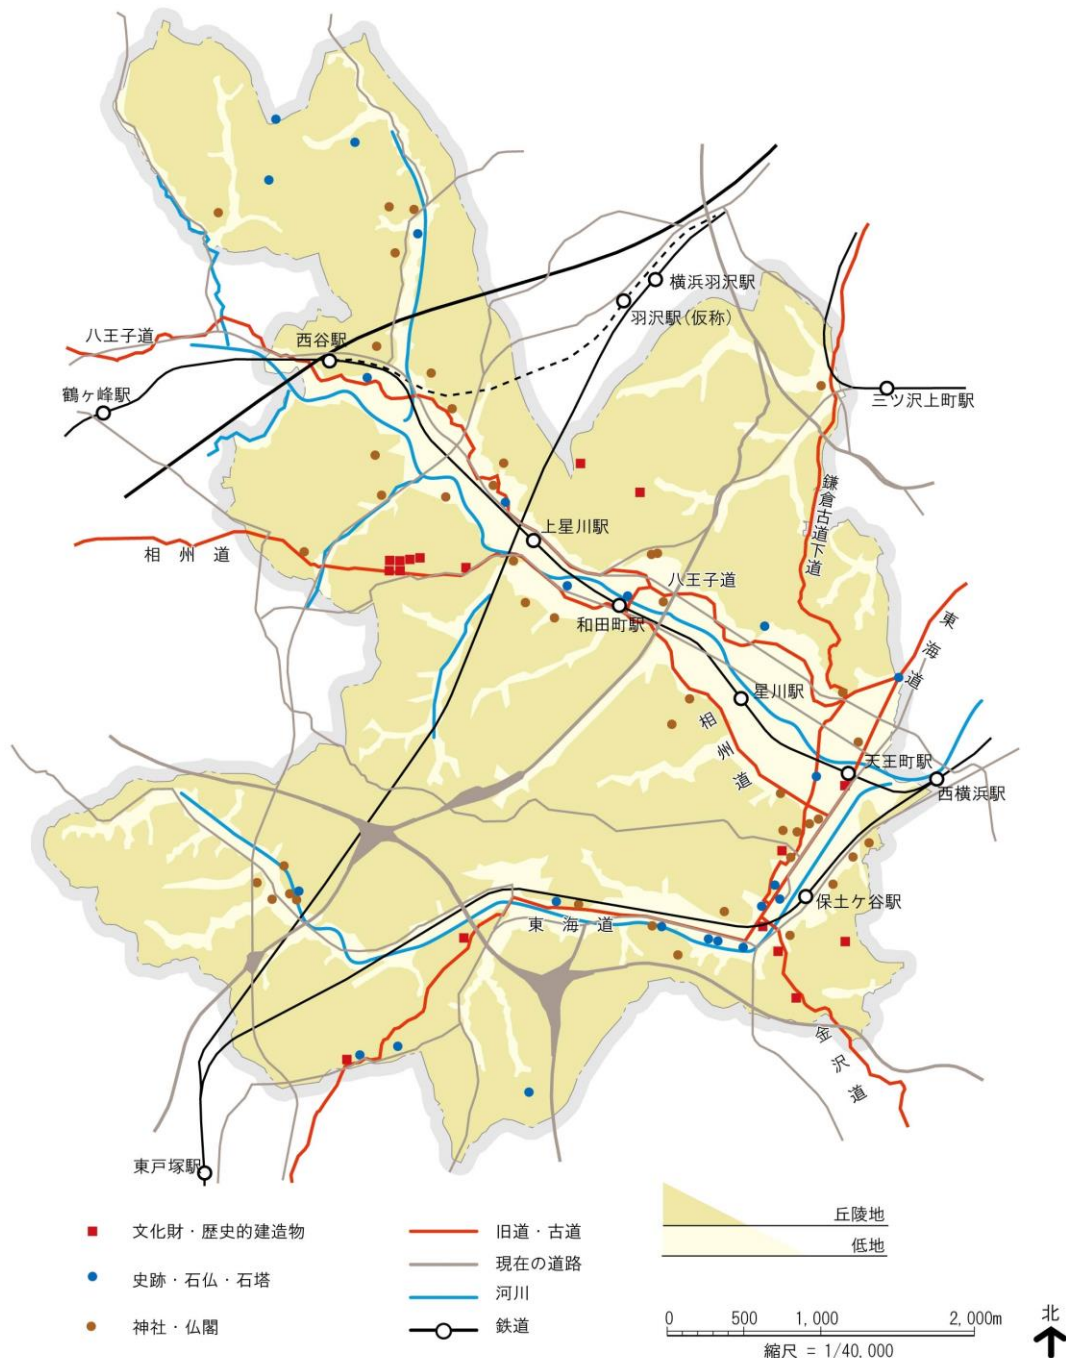 横浜羽沢駅
羽沢駅(仮称)
八王子道
西谷駅
鶴ヶ峰駅
三ツ沢上町駅
鎌倉古道下道
上星川駅
相州道
八王子道
和田町駅
東海道
星川駅
相州道
天王町駅
西横浜駅
保土ケ谷駅
東海道
金沢道
東戸塚駅
文化財・歴史的建造物
史跡・石仏・石塔
神社・仏閣
旧道・古道
現在の道路
河川
鉄道
丘陵地
低地
0 500 1,000 2,000m
縮尺 = 1/40,000
北